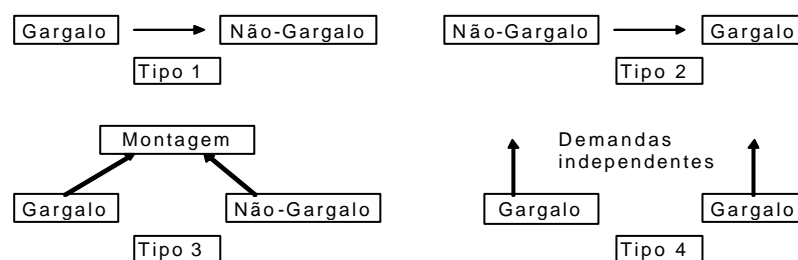 Gargalo
Não-Gargalo
Não-Gargalo
Gargalo
Tipo 1
Tipo 2
Montagem
Demandas
independentes
Gargalo
Não-Gargalo
Gargalo
Gargalo
Tipo 3
Tipo 4